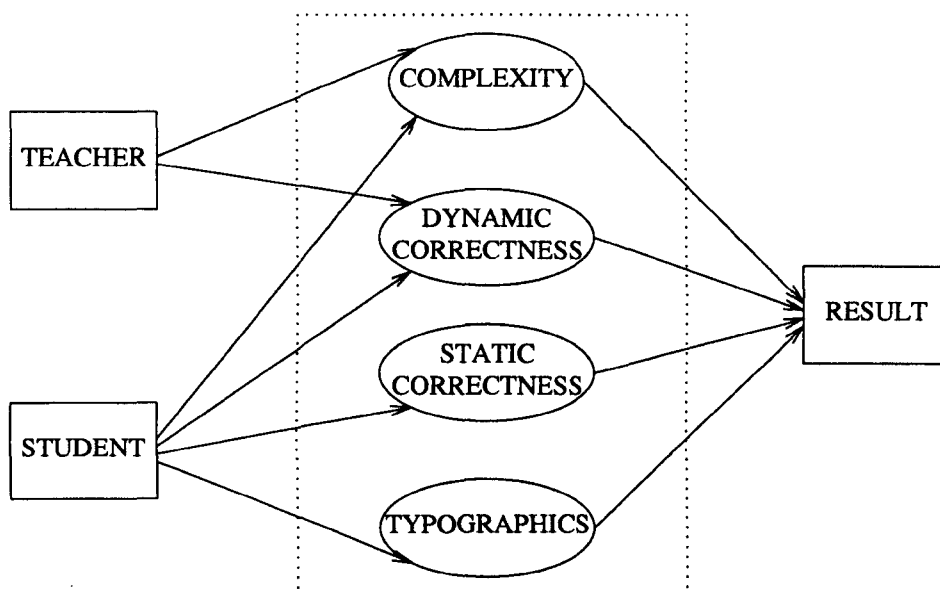 COMPLEXITY
TEACHER
DYNAMIC
CORRECTNESS
RESULT
STATIC
CORRECTNESS
STUDENT
TYPOGRAPHICS